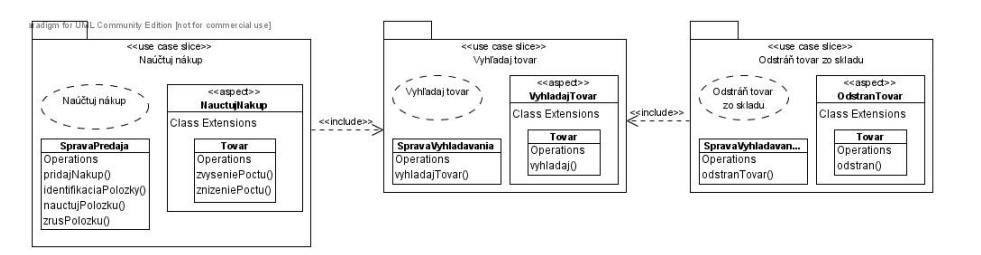 radigm for UML Community Edition [not for commercial use]
<<use case slice>>
Naúčtuj nákup
Naúčtuj nákup
<<aspect>>
NauctujNakup
Class Extensions
SpravaPredaja
Operations
pridajNakup()
identifikaciaPolozky()
nauctujPolozku()
zrusPolozku()
Tovar
Operations
zvyseniePoctu()
znizeniePoctu()
<<include>>
<<use case slice>>
Vyhľadaj tovar
Vyhľadaj tovar
<<aspect>>
VyhladajTovar
Class Extensions
SpravaVyhladavania
Operations
vyhladajTovar()
Tovar
Operations
vyhladaj()
<<include>>
<<use case slice>>
Odstráň tovar zo skladu
Odstráň tovar
zo skladu
<<aspect>>
OdstranTovar
Class Extensions
SpravaVyhladavan...
Operations
odstranTovar()
Tovar
Operations
odstran()